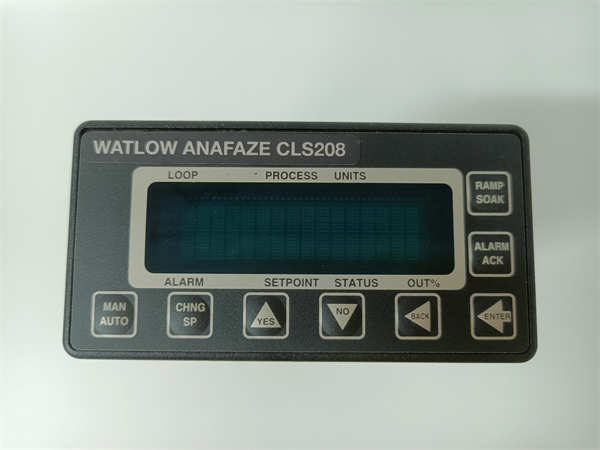 WATLOW ANAFAZE CLS208
LOOP PROCESS UNITS
RAMP
SOAK
ALARM
ACK
ALARM SETPOINT STATUS OUT%
MAN
AUTO
CHNG
SP
YES
NO
BACK
ENTER